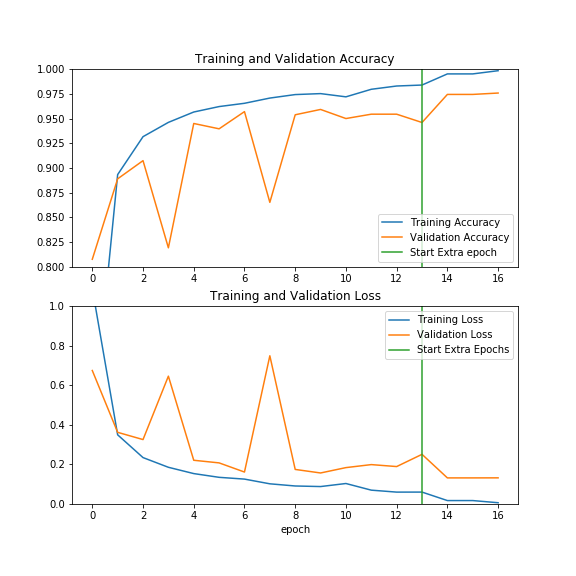 Training and Validation Accuracy
1.000
0.975
0.950
0.925
0.900
0.875
0.850
0.825
0.800
Training Accuracy
Validation Accuracy
Start Extra epoch
0 2 4 6 8 10 12 14 16
Training and Validation Loss
1.0
0.8
0.6
0.4
0.2
0.0
Training Loss
Validation Loss
Start Extra Epochs
0 2 4 6 8 10 12 14 16
epoch